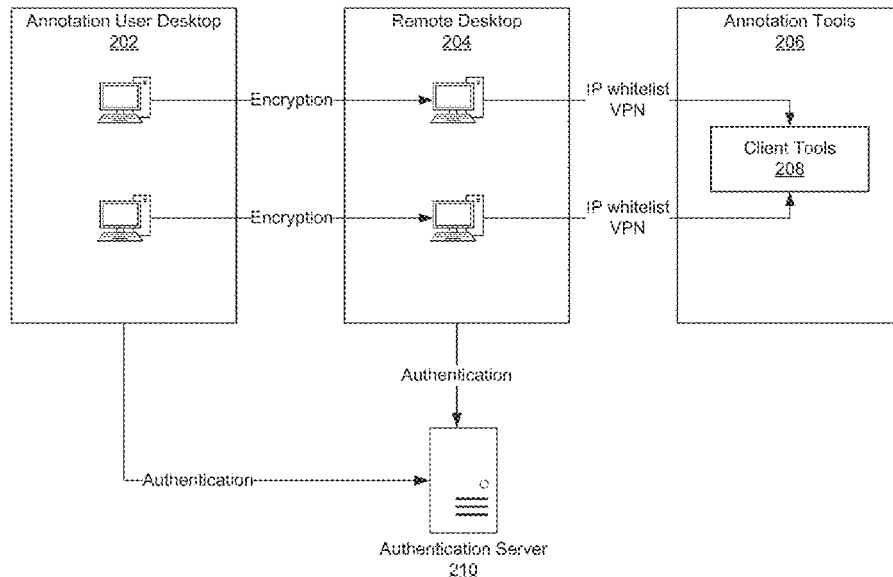 Annotation User Desktop
202
Remote Desktop
204
Annotation Tools
206
Encryption
IP whitelist
VPN
Client Tools
208
Encryption
IP whitelist
VPN
Authentication
Authentication
Authentication Server
210